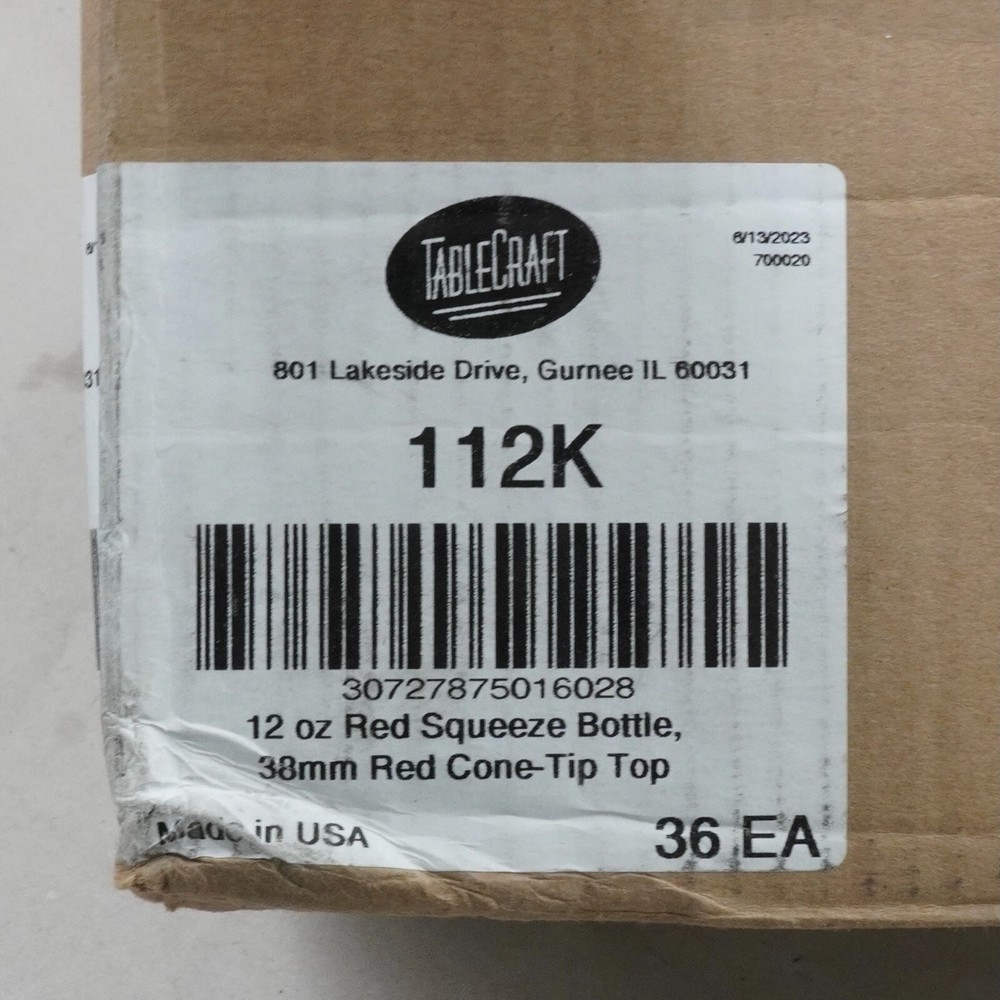 TABLECRAFT
6/13/2023
700020
801 Lakeside Drive, Gurnee IL 60031
112K
30727875016028
12 oz Red Squeeze Bottle,
38mm Red Cone-Tip Top
Made in USA
36 EA
31